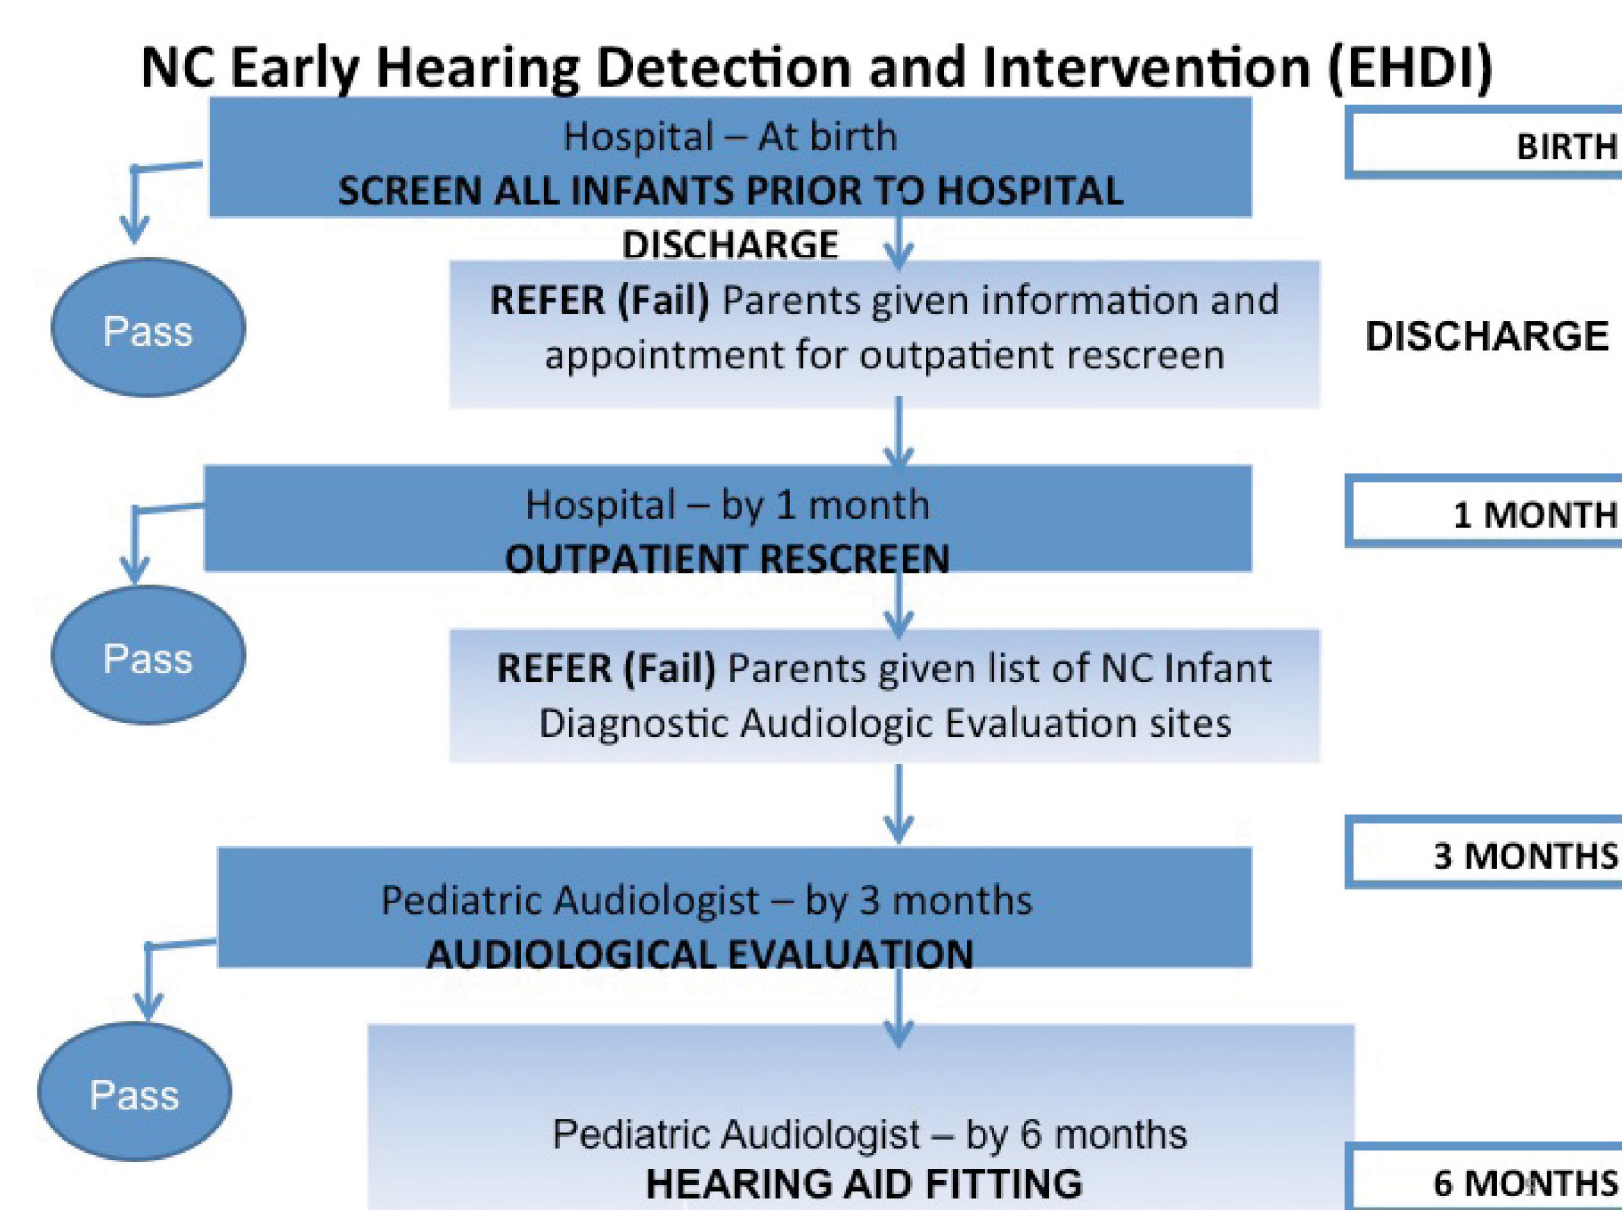 NC Early Hearing Detection and Intervention (EHDI)
Hospital – At birth
SCREEN ALL INFANTS PRIOR TO HOSPITAL
DISCHARGE
BIRTH
Pass
REFER (Fail) Parents given information and
appointment for outpatient rescreen
DISCHARGE
Hospital – by 1 month
OUTPATIENT RESCREEN
1 MONTH
Pass
REFER (Fail) Parents given list of NC Infant
Diagnostic Audiologic Evaluation sites
3 MONTHS
Pediatric Audiologist – by 3 months
AUDIOLOGICAL EVALUATION
Pass
Pediatric Audiologist – by 6 months
HEARING AID FITTING
6 MONTHS